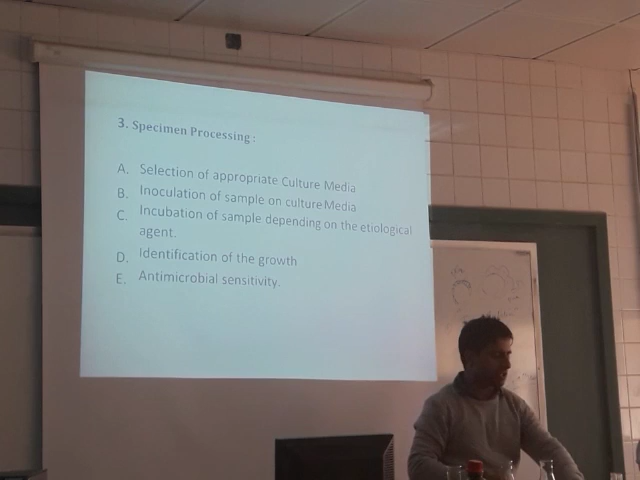 3. Specimen Processing:
A. Selection of appropriate Culture Media
B. Inoculation of sample on culture Media
C. Incubation of sample depending on the etiological
agent.
D. Identification of the growth
E. Antimicrobial sensitivity.